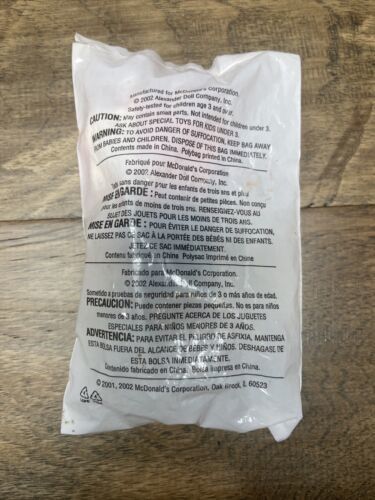 Manufactured for McDonald's Corporation.
© 2002 Alexander Doll Company, Inc.
Safety-tested for children age 3 and over.
CAUTION: May contain small parts. Not intended for children under 3.
ASK ABOUT SPECIAL TOYS FOR KIDS UNDER 3.
WARNING: TO AVOID DANGER OF SUFFOCATION, KEEP BAG AWAY
FROM BABIES AND CHILDREN. DISPOSE OF THIS BAG IMMEDIATELY.
Contents made in China. Polybag printed in China.
Fabriqué pour McDonald's Corporation
© 2002 Alexander Doll Company, Inc.
sans danger pour les enfants de trois ans et plus
MISE EN GARDE: Peut contenir de petites pièces. Non conçu
pour les enfants de moins de trois ans. RENSEIGNEZ-VOUS AU
SUJET DES JOUETS POUR LES MOINS DE TROIS ANS.
MISE EN GARDE: POUR ÉVITER LE DANGER DE SUFFOCATION,
NE LAISSEZ PAS CE SAC À LA PORTÉE DES BÉBÉS NI DES ENFANTS.
JETEZ CE SAC IMMÉDIATEMENT.
Contenu fabriqué en Chine Polysac imprimé en Chine
Fabricado para McDonald's Corporation.
© 2002 Alexander Doll Company, Inc.
Sometido a pruebas de seguridad para niños de 3 o más años de edad.
PRECAUCION: Puede contener piezas pequeñas. No es para niños
menores de 3 años. PREGUNTE ACERCA DE LOS JUGUETES
ESPECIALES PARA NIÑOS MENORES DE 3 AÑOS.
ADVERTENCIA: PARA EVITAR EL PELIGRO DE ASFIXIA, MANTENGA
ESTA BOLSA FUERA DEL ALCANCE DE BEBES Y NIÑOS. DESHAGASE DE
ESTA BOLSA INMEDIATAMENTE.
Contenido fabricado en China. Bolsa impresa en China.
© 2001, 2002 McDonald's Corporation, Oak Brook, IL 60523